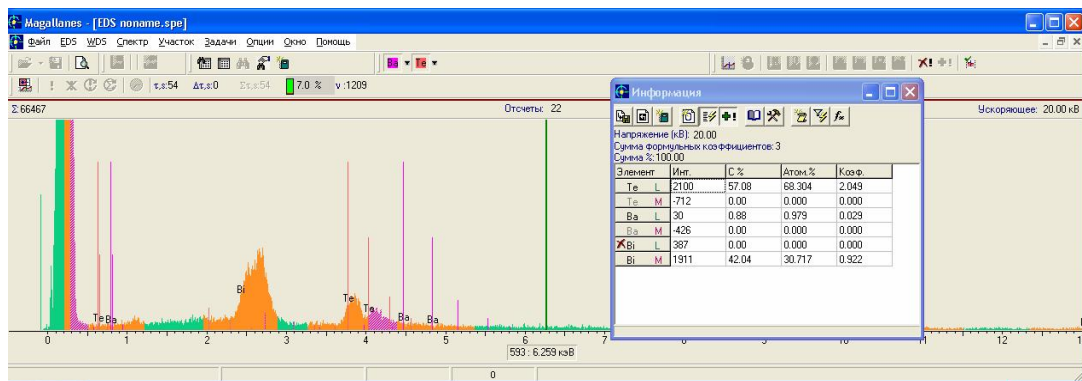 Magallanes - [EDS noname.spe]
Файл EDS WDS Спектр Участок Задачи Опции Окно Помощь
Ba Te
τ,s:54 Δτ,s:0 Στ,s:54 7.0 % ν:1209
Σ:66467 Отсчеты: 22 Ускоряющее: 20.00 кВ
Информация
Напряжение (кВ): 20.00
Сумма формульных коэффициентов: 3
Сумма %: 100.00
Элемент Инт. C % Атом.% Коэф.
Te L 2100 57.08 68.304 2.049
Te M -712 0.00 0.000 0.000
Ba L 30 0.88 0.979 0.029
Ba M -426 0.00 0.000 0.000
Bi L 387 0.00 0.000 0.000
Bi M 1911 42.04 30.717 0.922
Bi
Te
Te
Te Ba Ba Ba
0 2 3 4 5 6 7 11 12
593 : 6.259 кэВ
0